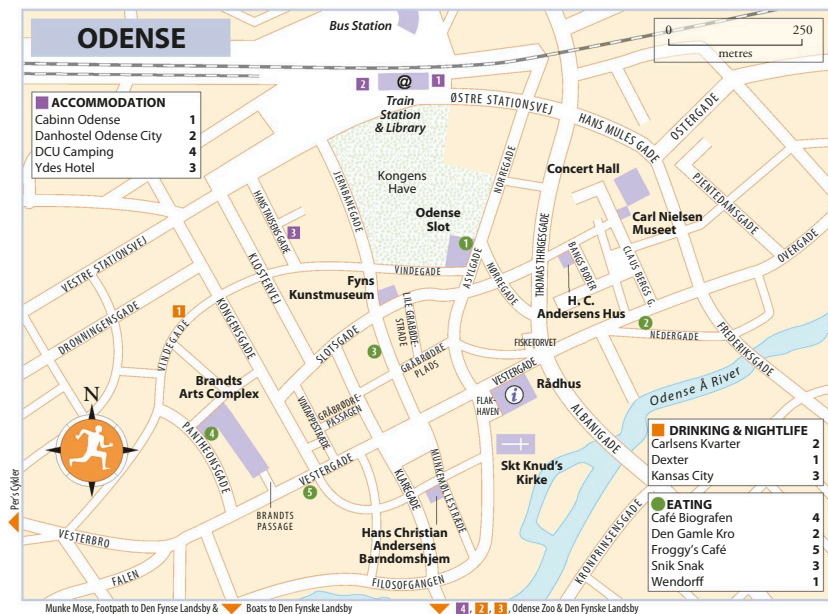 Bus Station
ODENSE
0 250
metres
2 @ 1
Train
Station
& Library
ACCOMMODATION
Cabinn Odense 1
Danhostel Odense City 2
DCU Camping 4
Ydes Hotel 3
ØSTRE STATIONSVEJ
HANS MULES GADE
OSTERGADE
Concert Hall
Kongens
Have
JERNBANEGADE
NORREGADE
PJENTEDAMSGADE
Carl Nielsen
Museet
HANS TAUSENS GADE
3
Odense
Slot
1
THOMAS THRIGES GADE
BANGS BODER
CLAUS BERGS G.
OVERGADE
VESTRE STATIONSVEJ
KLOSTERVEJ
VINDEGADE
ASYLGADE
NØRREGADE
Fyns
Kunstmuseum
H. C.
Andersens Hus
DRONNINGENSGADE
1
VINDEGADE
KONGENSGADE
SLOTSGADE
LILE GRABØDE-
STRADE
3
GRÅBRØDRE
PLADS
FISKETORVET
2
NEDERGADE
FREDERIKSGADE
N
Brandts
Arts Complex
VINTAPPESTRÆDE
GRÅBRØDRE-
PASSAGEN
VESTERGADE
FLAK-
HAVEN
i
Rådhus
Odense Å River
ALBANIGADE
4
PANTHEONSGADE
VESTERGADE
5
Skt Knud's
Kirke
DRINKING & NIGHTLIFE
Carlsens Kvarter 2
Dexter 1
Kansas City 3
KLAREGADE
MUNKEMØLLESTRÆDE
BRANDTS
PASSAGE
Per's cykler
VESTERBRO
FALEN
Hans Christian
Andersens
Barndomshjem
FILOSOFGANGEN
KRONPRINSENSGADE
EATING
Café Biografen 4
Den Gamle Kro 2
Froggy's Café 5
Snik Snak 3
Wendorff 1
Munke Mose, Footpath to Den Fynse Landsby & Boats to Den Fynske Landsby 4, 2, 3, Odense Zoo & Den Fynske Landsby